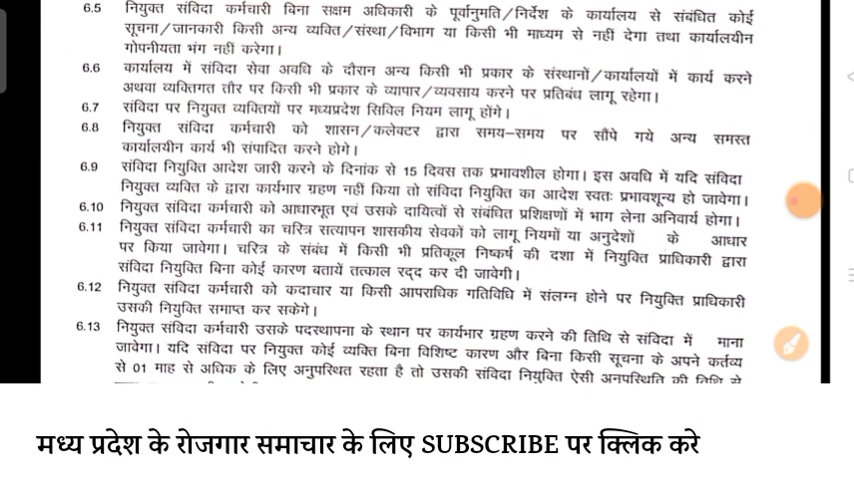 6.5 नियुक्त संविदा कर्मचारी बिना सक्षम अधिकारी के पूर्वानुमति/निर्देश के कार्यालय से संबंधित कोई
सूचना/जानकारी किसी अन्य व्यक्ति/संस्था/विभाग या किसी भी माध्यम से नहीं देगा तथा कार्यालयीन
गोपनीयता भंग नहीं करेगा।
6.6 कार्यालय में संविदा सेवा अवधि के दौरान अन्य किसी भी प्रकार के संस्थानों/कार्यालयों में कार्य करने
अथवा व्यक्तिगत तौर पर किसी भी प्रकार के व्यापार/व्यवसाय करने पर प्रतिबंध लागू रहेगा।
6.7 संविदा पर नियुक्त व्यक्तियों पर मध्यप्रदेश सिविल नियम लागू होंगे।
6.8 नियुक्त संविदा कर्मचारी को शासन/कलेक्टर द्वारा समय-समय पर सौपे गये अन्य समस्त
कार्यालयीन कार्य भी संपादित करने होगे।
6.9 संविदा नियुक्ति आदेश जारी करने के दिनांक से 15 दिवस तक प्रभावशील होगा। इस अवधि में यदि संविदा
नियुक्त व्यक्ति के द्वारा कार्यभार ग्रहण नहीं किया तो संविदा नियुक्ति का आदेश स्वतः प्रभावशून्य हो जावेगा।
6.10 नियुक्त संविदा कर्मचारी को आधारभूत एवं उसके दायित्वों से संबंधित प्रशिक्षणों में भाग लेना अनिवार्य होगा।
6.11 नियुक्त संविदा कर्मचारी का चरित्र सत्यापन शासकीय सेवकों को लागू नियमों या अनुदेशों के आधार
पर किया जावेगा। चरित्र के संबंध में किसी भी प्रतिकूल निष्कर्ष की दशा में नियुक्ति प्राधिकारी द्वारा
संविदा नियुक्ति बिना कोई कारण बतायें तत्काल रद्द कर दी जावेगी।
6.12 नियुक्त संविदा कर्मचारी को कदाचार या किसी आपराधिक गतिविधि में संलग्न होने पर नियुक्ति प्राधिकारी
उसकी नियुक्ति समाप्त कर सकेगे।
6.13 नियुक्त संविदा कर्मचारी उसके पदस्थापना के स्थान पर कार्यभार ग्रहण करने की तिथि से संविदा में माना
जावेगा। यदि संविदा पर नियुक्त कोई व्यक्ति बिना विशिष्ट कारण और बिना किसी सूचना के अपने कर्तव्य
से 01 माह से अधिक के लिए अनुपस्थित रहता है तो उसकी संविदा नियुक्ति ऐसी अनुपस्थिति की तिथि से
मध्य प्रदेश के रोजगार समाचार के लिए SUBSCRIBE पर क्लिक करे